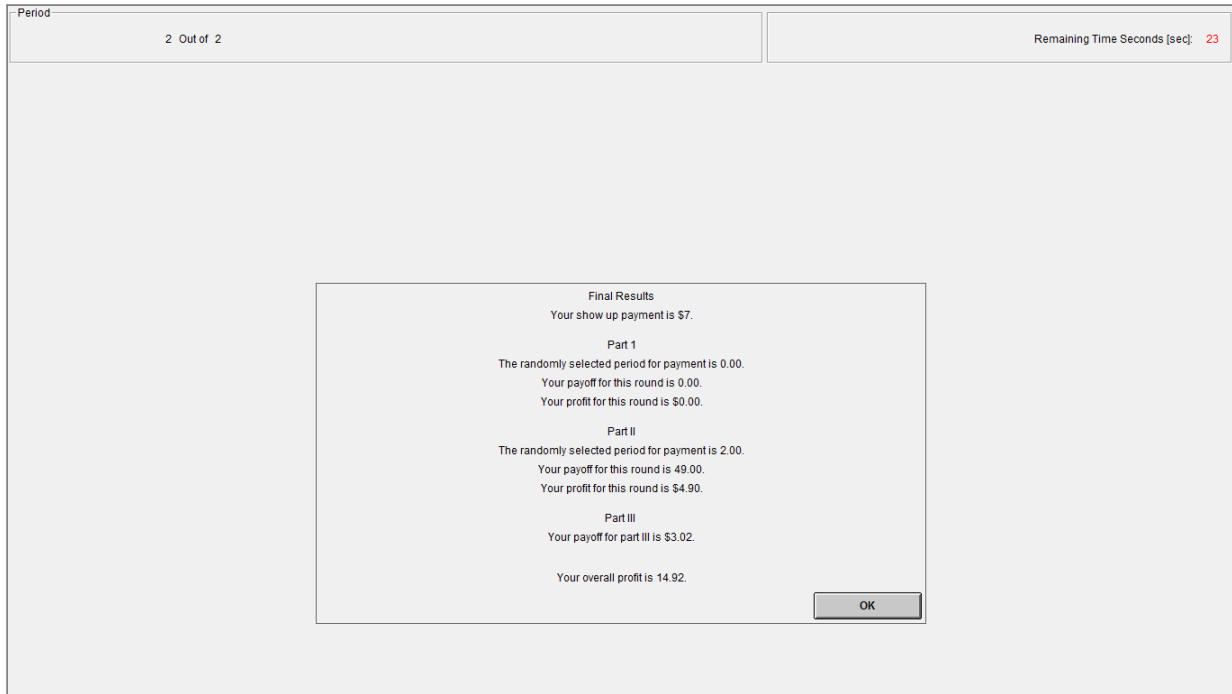 Period
2 Out of 2
Remaining Time Seconds [sec]: 23
Final Results
Your show up payment is $7.
Part 1
The randomly selected period for payment is 0.00.
Your payoff for this round is 0.00.
Your profit for this round is $0.00.
Part II
The randomly selected period for payment is 2.00.
Your payoff for this round is 49.00.
Your profit for this round is $4.90.
Part III
Your payoff for part III is $3.02.
Your overall profit is 14.92.
OK